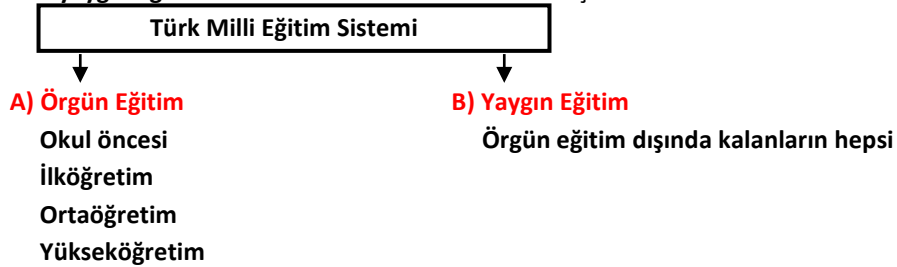 Türk Milli Eğitim Sistemi
A) Örgün Eğitim B) Yaygın Eğitim
Okul öncesi Örgün eğitim dışında kalanların hepsi
İlköğretim
Ortaöğretim
Yükseköğretim